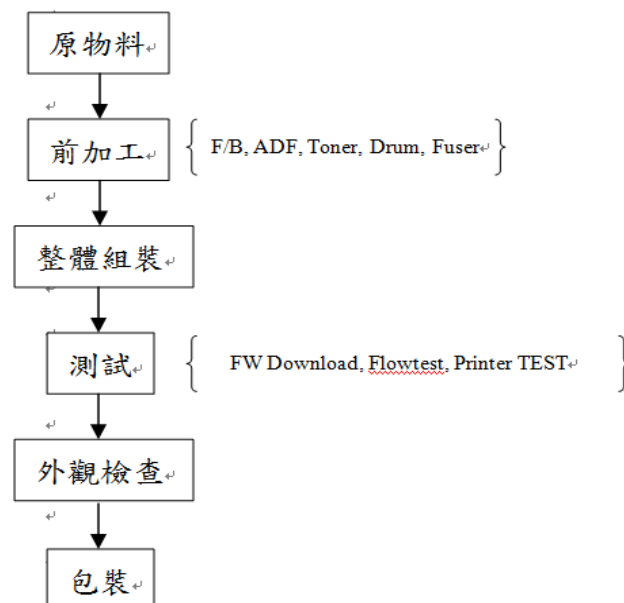 原物料
前加工
F/B, ADF, Toner, Drum, Fuser
整體組裝
測試
FW Download, Flowtest, Printer TEST
外觀檢查
包裝